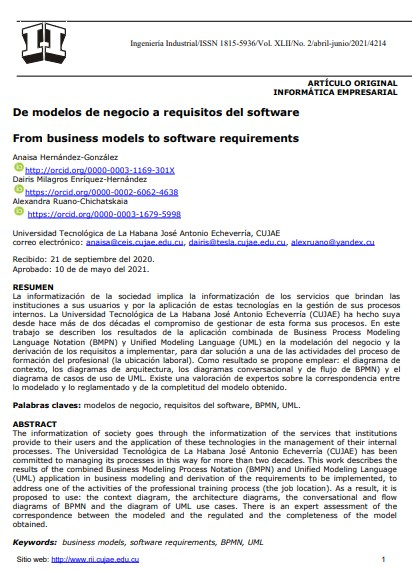 Ingeniería Industrial/ISSN 1815-5936/Vol. XLII/No. 2/abril-junio/2021/4214
ARTÍCULO ORIGINAL
INFORMÁTICA EMPRESARIAL
De modelos de negocio a requisitos del software
From business models to software requirements
Anaisa Hernández-González
iD http://orcid.org/0000-0003-1169-301X
Dairis Milagros Enríquez-Hernández
iD https://orcid.org/0000-0002-6062-4638
Alexandra Ruano-Chichatskaia
iD https://orcid.org/0000-0003-1679-5998
Universidad Tecnológica de La Habana José Antonio Echeverría, CUJAE
correo electrónico: anaisa@ceis.cujae.edu.cu, dairis@tesla.cujae.edu.cu, alexruano@yandex.cu
Recibido: 21 de septiembre del 2020.
Aprobado: 10 de mayo del 2021.
RESUMEN
La informatización de la sociedad implica la informatización de los servicios que brindan las
instituciones a sus usuarios y por la aplicación de estas tecnologías en la gestión de sus procesos
internos. La Universidad Tecnológica de La Habana José Antonio Echeverría (CUJAE) ha hecho suya
desde hace más de dos décadas el compromiso de gestionar de esta forma sus procesos. En este
trabajo se describen los resultados de la aplicación combinada de Business Process Modeling
Language Notation (BMPN) y Unified Modeling Language (UML) en la modelación del negocio y la
derivación de los requisitos a implementar, para dar solución a una de las actividades del proceso de
formación del profesional (la ubicación laboral). Como resultado se propone emplear: el diagrama de
contexto, los diagramas de arquitectura, los diagramas conversacional y de flujo de BPMN) y el
diagrama de casos de uso de UML. Existe una valoración de expertos sobre la correspondencia entre
lo modelado y lo reglamentado y de la completitud del modelo obtenido.
Palabras claves: modelos de negocio, requisitos del software, BPMN, UML.
ABSTRACT
The informatization of society goes through the informatization of the services that institutions
provide to their users and the application of these technologies in the management of their internal
processes. The Universidad Tecnológica de La Habana José Antonio Echeverría (CUJAE) has been
committed to managing its processes in this way for more than two decades. This work describes the
results of the combined Business Modeling Process Notation (BMPN) and Unified Modeling Language
(UML) application in business modeling and derivation of the requirements to be implemented, to
address one of the activities of the professional training process (the job location). As a result, it is
proposed to use: the context diagram, the architecture diagrams, the conversational and flow
diagrams of BPMN and the diagram of UML use cases. There is an expert assessment of the
correspondence between the modeled and the regulated and the completeness of the model
obtained.
Keywords: business models, software requirements, BPMN, UML
Sitio web: http://www.rii.cujae.edu.cu 1